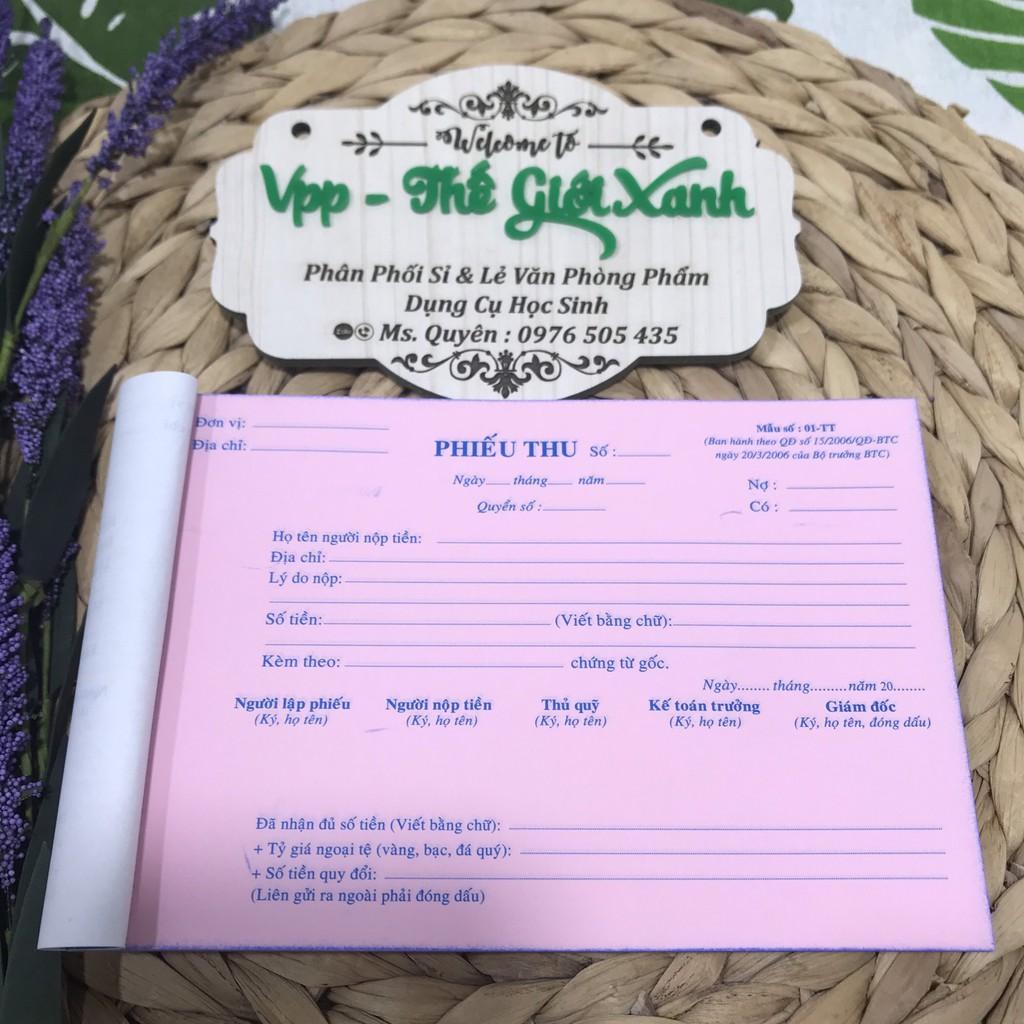 Welcome to
Vpp - Thế Giới Xanh
Phân Phối Sỉ & Lẻ Văn Phòng Phẩm
Dụng Cụ Học Sinh
Zalo Ms. Quyên : 0976 505 435
Đơn vị:
Địa chỉ:
PHIẾU THU Số :
Mẫu số : 01-TT
(Ban hành theo QĐ số 15/2006/QĐ-BTC
ngày 20/3/2006 của Bộ trưởng BTC)
Ngày tháng năm
Quyển số :
Nợ :
Có :
Họ tên người nộp tiền:
Địa chỉ:
Lý do nộp:
Số tiền: (Viết bằng chữ):
Kèm theo: chứng từ gốc.
Ngày........ tháng.........năm 20........
Người lập phiếu Người nộp tiền Thủ quỹ Kế toán trưởng Giám đốc
(Ký, họ tên) (Ký, họ tên) (Ký, họ tên) (Ký, họ tên) (Ký, họ tên, đóng dấu)
Đã nhận đủ số tiền (Viết bằng chữ):
+ Tỷ giá ngoại tệ (vàng, bạc, đá quý):
+ Số tiền quy đổi:
(Liên gửi ra ngoài phải đóng dấu)